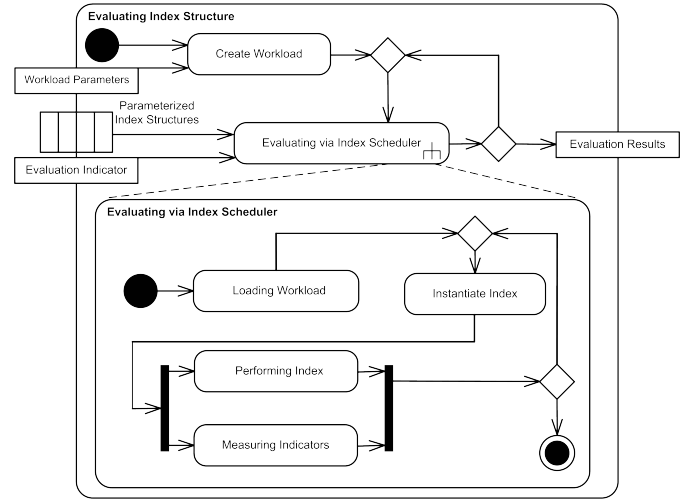 Evaluating Index Structure
Create Workload
Workload Parameters
Parameterized
Index Structures
Evaluating via Index Scheduler
Evaluation Results
Evaluation Indicator
Evaluating via Index Scheduler
Loading Workload
Instantiate Index
Performing Index
Measuring Indicators